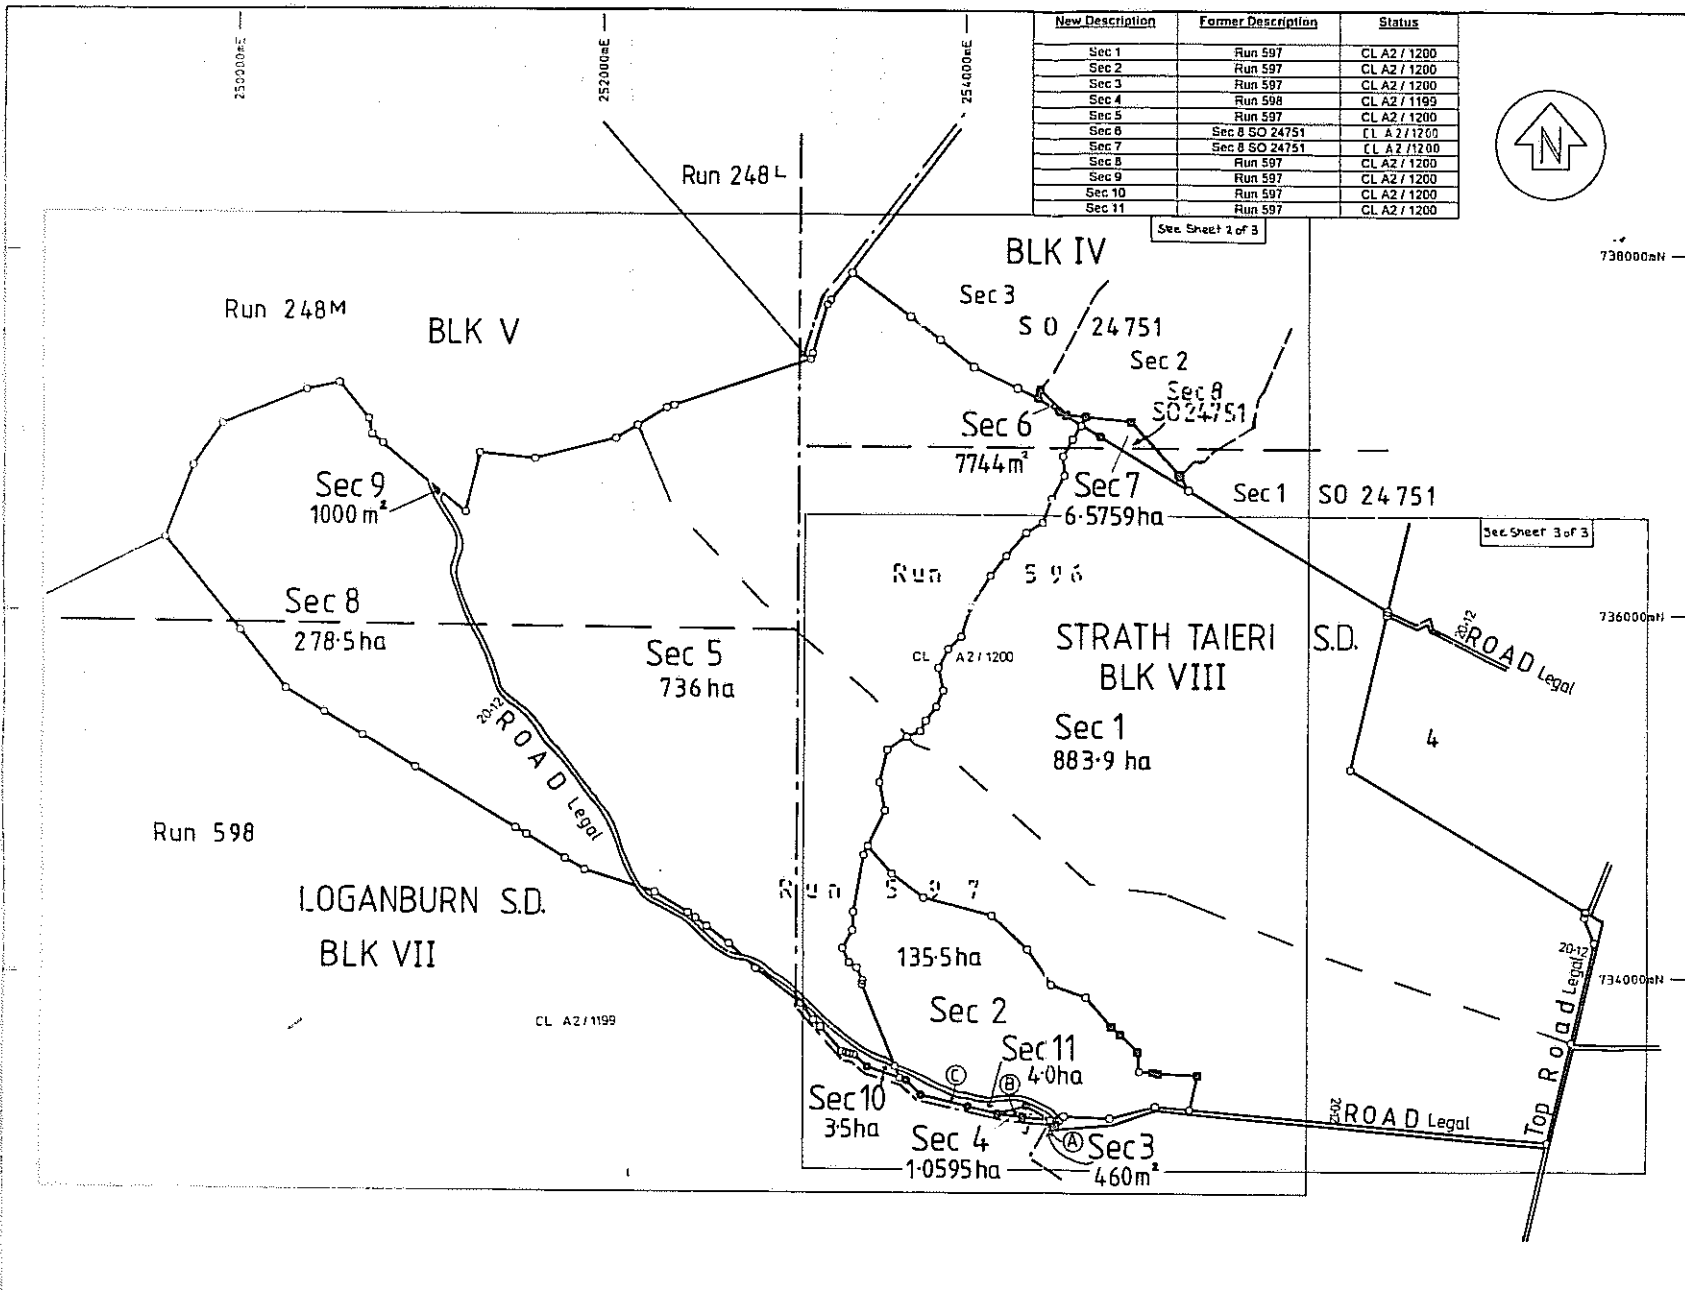 New Description Former Description Status
Sec 1 Run 597 CL A2 / 1200
Sec 2 Run 597 CL A2 / 1200
Sec 3 Run 597 CL A2 / 1200
Sec 4 Run 598 CL A2 / 1199
Sec 5 Run 597 CL A2 / 1200
Sec 6 Sec 8 SO 24751 CL A2 / 1200
Sec 7 Sec 8 SO 24751 CL A2 / 1200
Sec 8 Run 597 CL A2 / 1200
Sec 9 Run 597 CL A2 / 1200
Sec 10 Run 597 CL A2 / 1200
Sec 11 Run 597 CL A2 / 1200
250000mE
252000mE
254000mE
N
See Sheet 2 of 3
738000mN
Run 248 L
BLK IV
Run 248 M
BLK V
Sec 3
SO 24751
Sec 2
Sec 8
SO 24751
Sec 6
7744 m²
Sec 7
6·5759 ha
Sec 1 SO 24751
See Sheet 3 of 3
Sec 9
1000 m²
Run 596
Sec 8
278·5 ha
736000mN
20·12
ROAD Legal
STRATH TAIERI S.D.
BLK VIII
CL A2 / 1200
Sec 5
736 ha
20·12
ROAD Legal
Sec 1
883·9 ha
4
Run 598
Run 597
LOGANBURN S.D.
BLK VII
135·5 ha
20·12
734000mN
Sec 2
CL A2 / 1199
Sec 11
4·0 ha
C
B
Sec 10
3·5 ha
Sec 4
1·0595 ha
A
Sec 3
460 m²
20·12
ROAD Legal
Top Road Legal